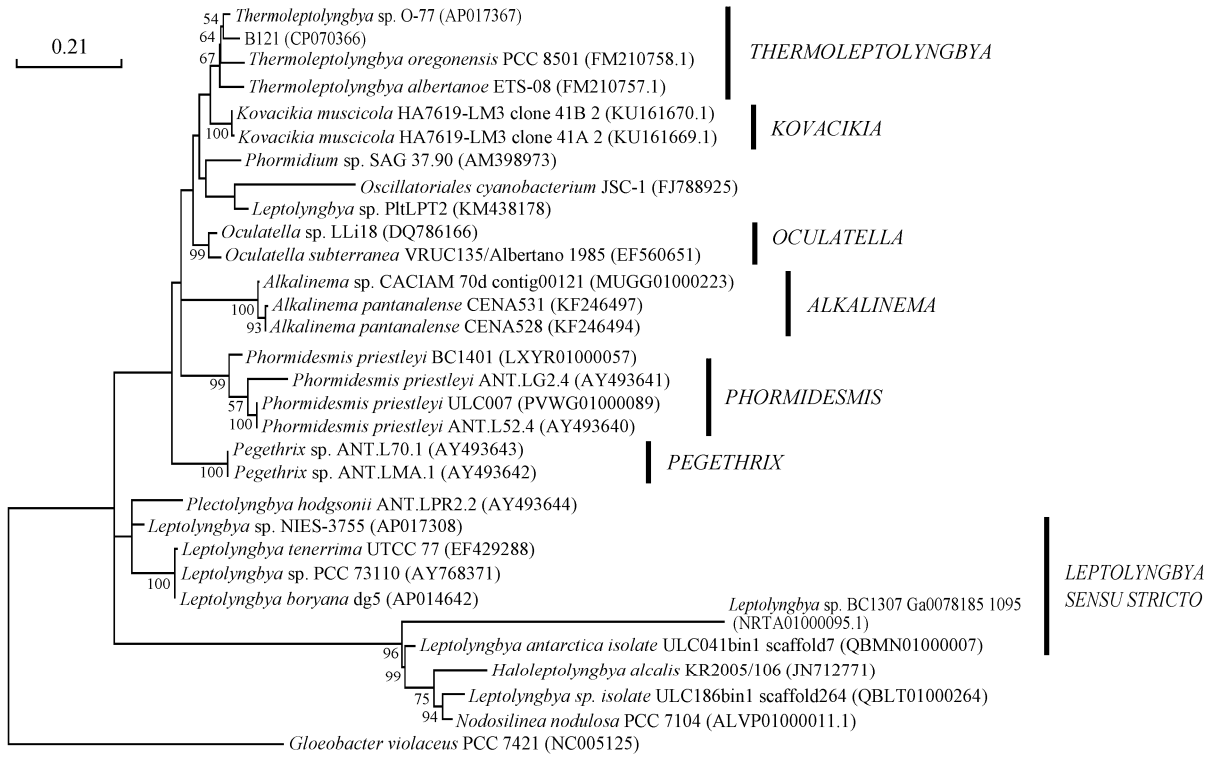 54
Thermoleptolyngbya sp. O-77 (AP017367)
64
B121 (CP070366)
0.21
67
Thermoleptolyngbya oregonensis PCC 8501 (FM210758.1)
THERMOLEPTOLYNGBYA
Thermoleptolyngbya albertanoe ETS-08 (FM210757.1)
Kovacikia muscicola HA7619-LM3 clone 41B 2 (KU161670.1)
100
KOVACIKIA
Kovacikia muscicola HA7619-LM3 clone 41A 2 (KU161669.1)
Phormidium sp. SAG 37.90 (AM398973)
Oscillatoriales cyanobacterium JSC-1 (FJ788925)
Leptolyngbya sp. PltLPT2 (KM438178)
Oculatella sp. LLi18 (DQ786166)
OCULATELLA
99
Oculatella subterranea VRUC135/Albertano 1985 (EF560651)
Alkalinema sp. CACIAM 70d contig00121 (MUGG01000223)
100
Alkalinema pantanalense CENA531 (KF246497)
ALKALINEMA
93
Alkalinema pantanalense CENA528 (KF246494)
Phormidesmis priestleyi BC1401 (LXYR01000057)
99
Phormidesmis priestleyi ANT.LG2.4 (AY493641)
PHORMIDESMIS
57
Phormidesmis priestleyi ULC007 (PVWG01000089)
100
Phormidesmis priestleyi ANT.L52.4 (AY493640)
Pegethrix sp. ANT.L70.1 (AY493643)
PEGETHRIX
100
Pegethrix sp. ANT.LMA.1 (AY493642)
Plectolyngbya hodgsonii ANT.LPR2.2 (AY493644)
Leptolyngbya sp. NIES-3755 (AP017308)
Leptolyngbya tenerrima UTCC 77 (EF429288)
100
Leptolyngbya sp. PCC 73110 (AY768371)
Leptolyngbya boryana dg5 (AP014642)
LEPTOLYNGBYA
SENSU STRICTO
Leptolyngbya sp. BC1307 Ga0078185 1095
(NRTA01000095.1)
96
Leptolyngbya antarctica isolate ULC041bin1 scaffold7 (QBMN01000007)
99
Haloleptolyngbya alcalis KR2005/106 (JN712771)
75
Leptolyngbya sp. isolate ULC186bin1 scaffold264 (QBLT01000264)
94
Nodosilinea nodulosa PCC 7104 (ALVP01000011.1)
Gloeobacter violaceus PCC 7421 (NC005125)